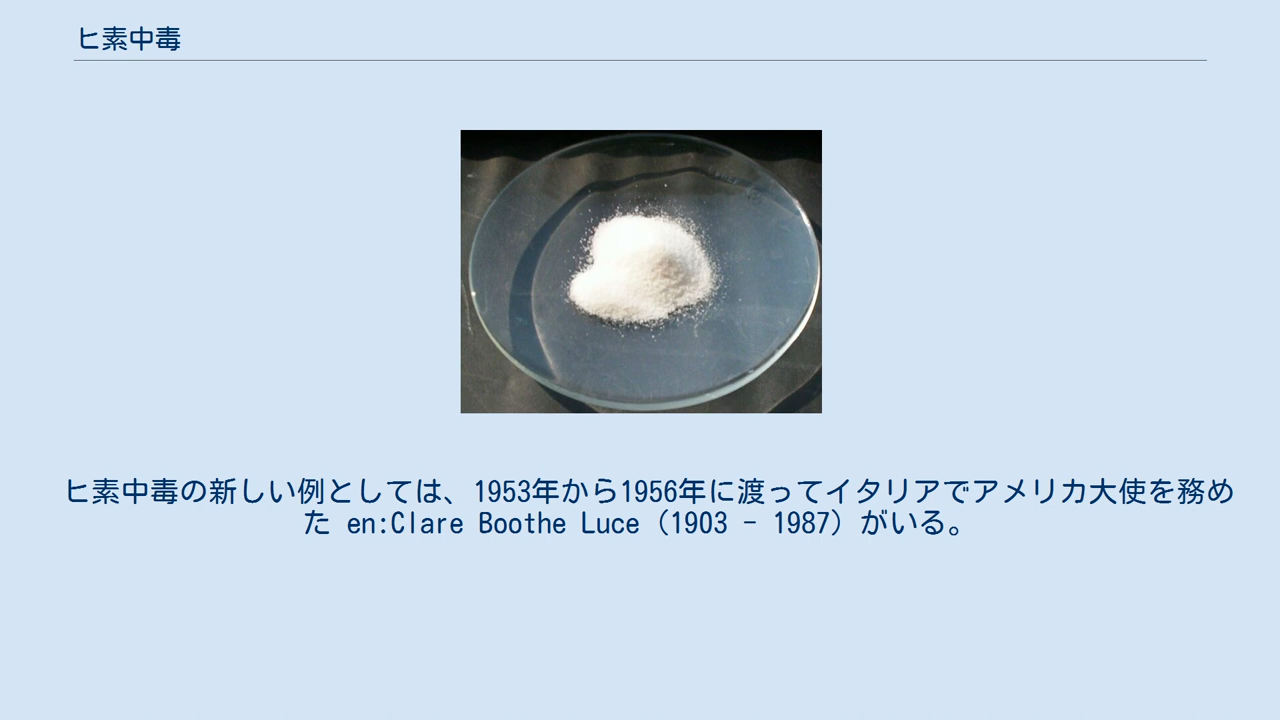 ヒ素中毒
ヒ素中毒の新しい例としては、1953年から1956年に渡ってイタリアでアメリカ大使を務め
た en:Clare Boothe Luce（1903 - 1987）がいる。